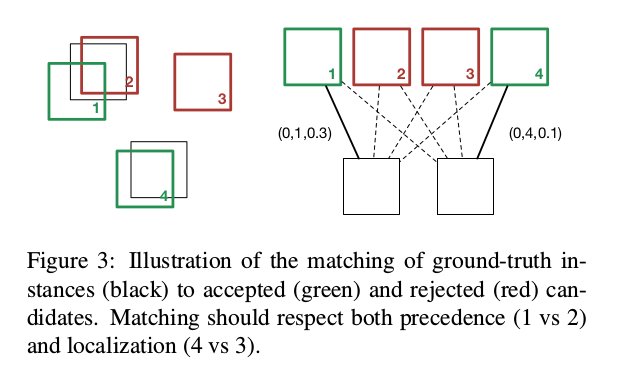 2
1
3
4
1
2
3
4
(0,1,0.3)
(0,4,0.1)
Figure 3: Illustration of the matching of ground-truth in-
stances (black) to accepted (green) and rejected (red) can-
didates. Matching should respect both precedence (1 vs 2)
and localization (4 vs 3).